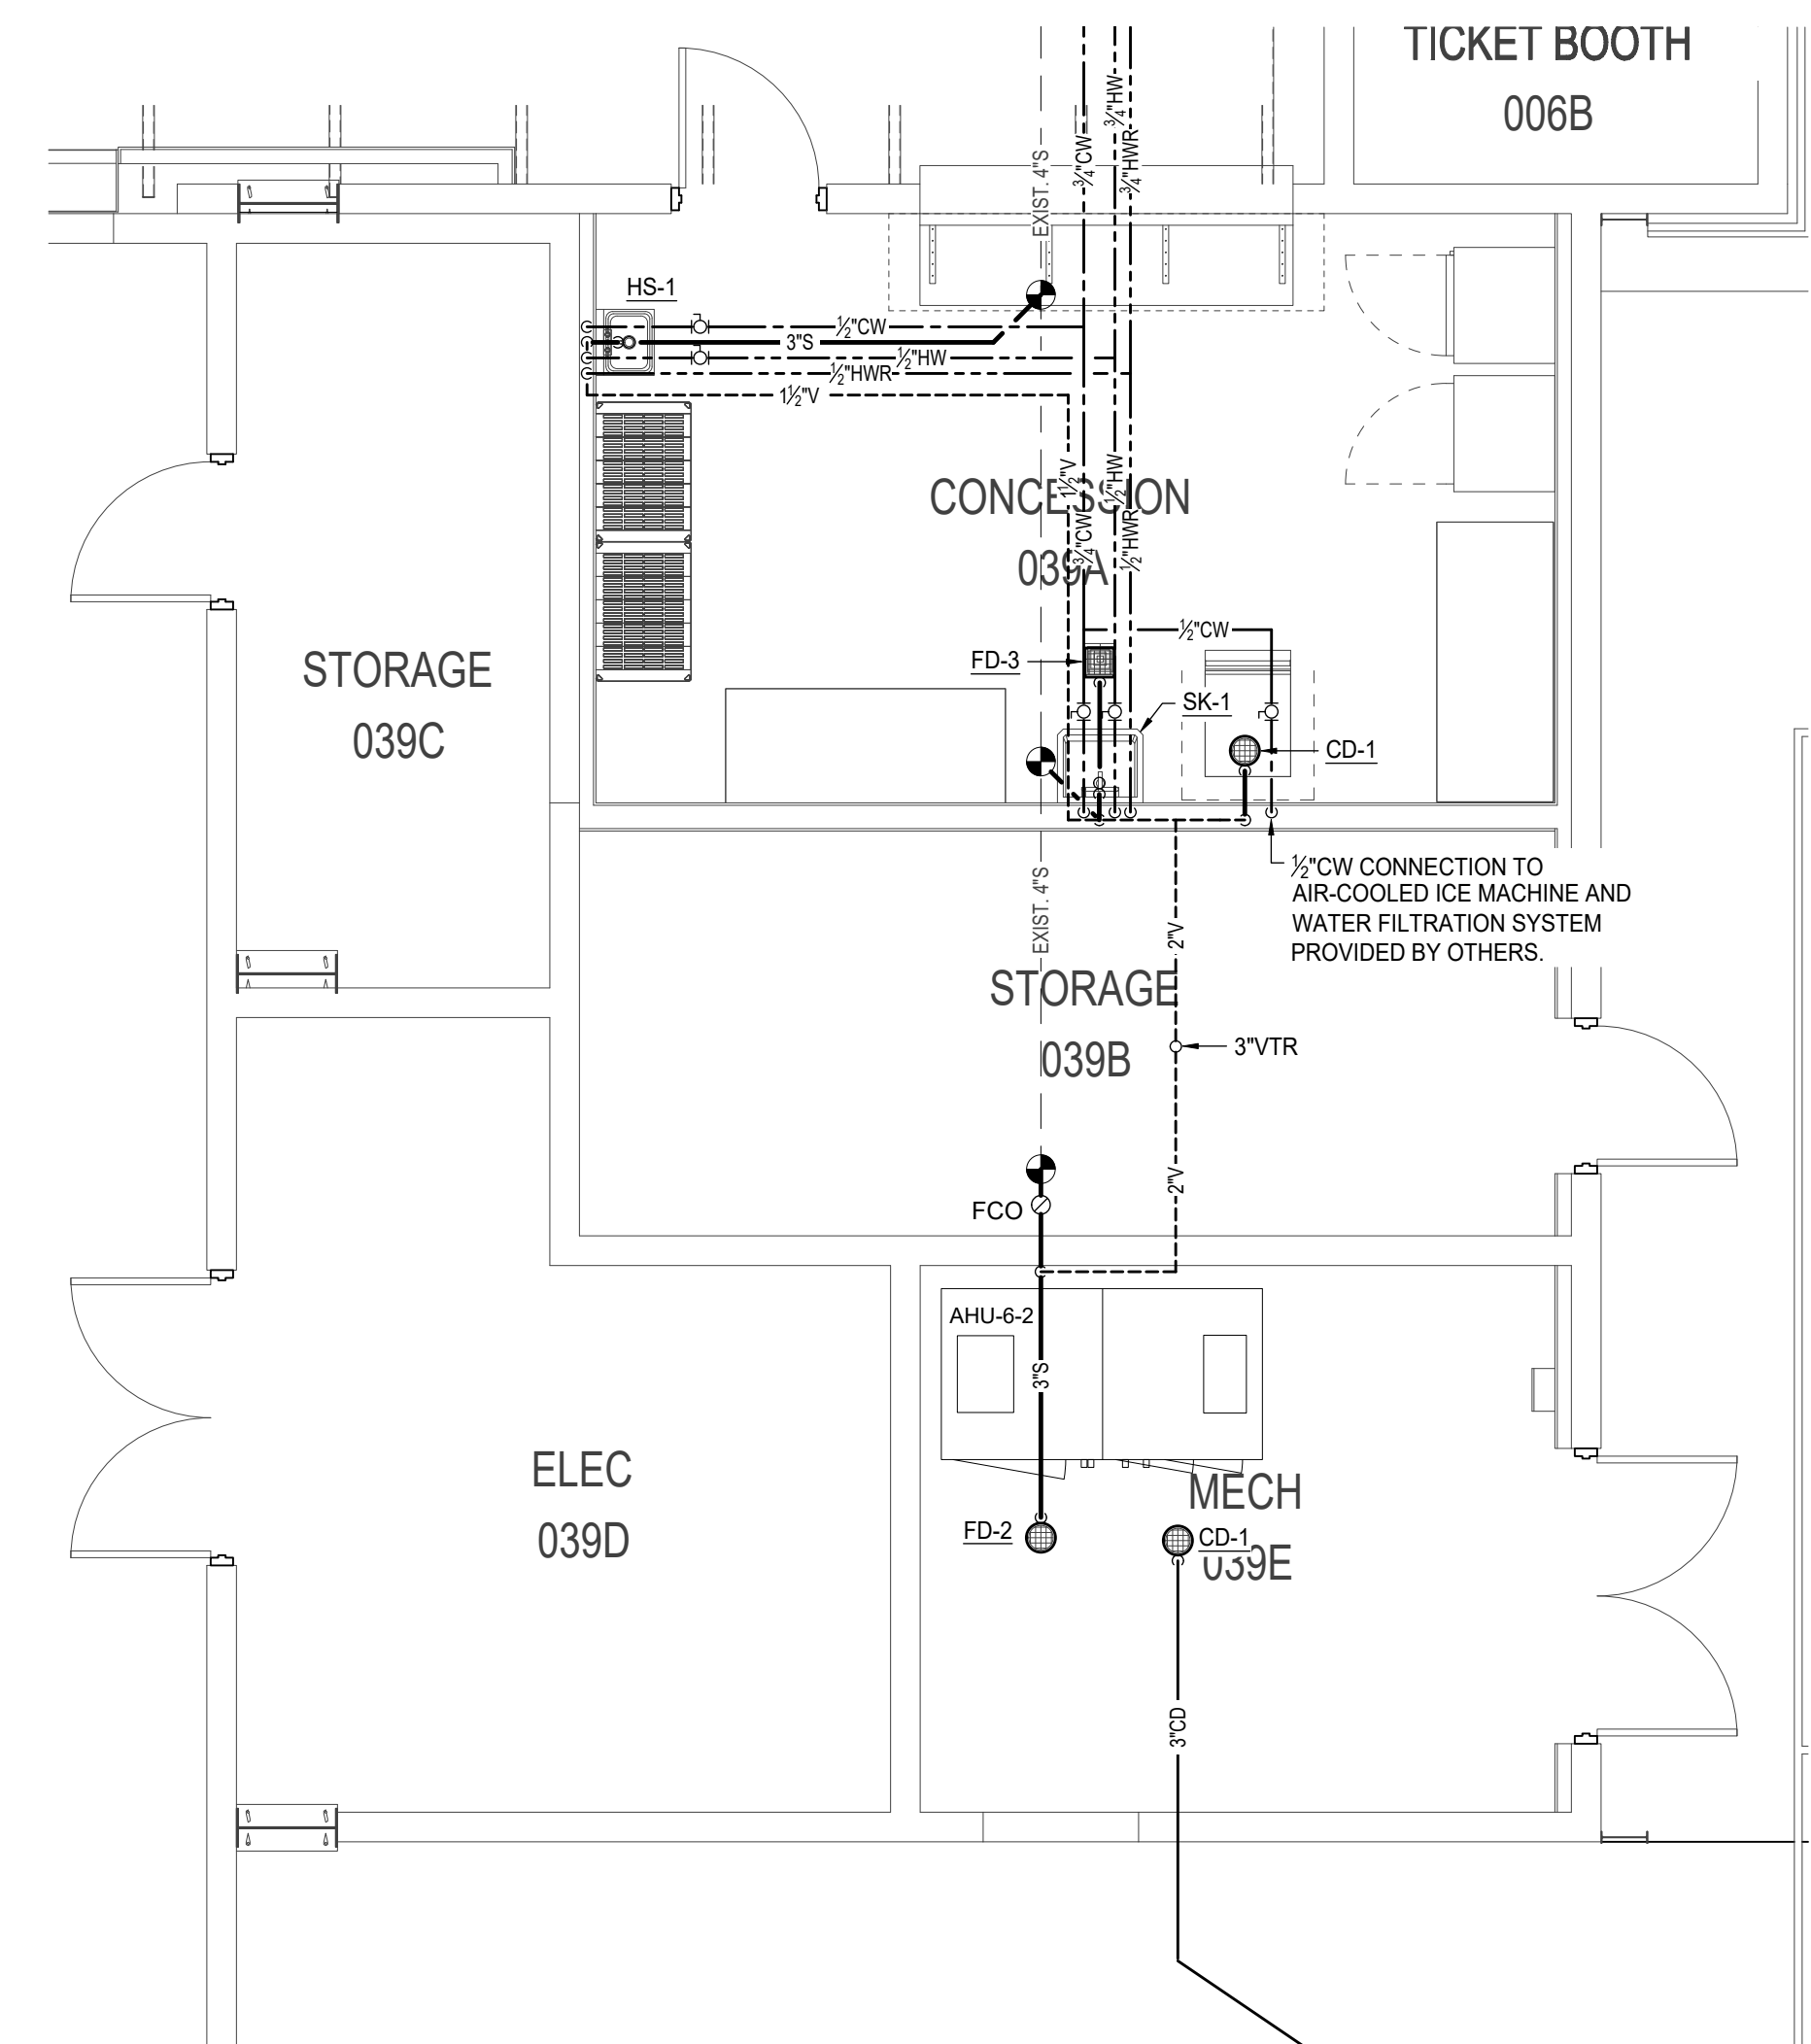 TICKET BOOTH
006B
¾"HW
¾"CW
¾"HWR
EXIST. 4"S
HS-1
½"CW
3"S
½"HW
½"HWR
1½"V
1½"V
½"HW
¾"CW
½"HWR
CONCESSION
039A
½"CW
FD-3
SK-1
CD-1
STORAGE
039C
½"CW CONNECTION TO
AIR-COOLED ICE MACHINE AND
WATER FILTRATION SYSTEM
PROVIDED BY OTHERS.
EXIST. 4"S
2"V
STORAGE
039B
3"VTR
2"V
FCO
AHU-6-2
3"S
ELEC
039D
MECH
039E
FD-2
CD-1
3"CD